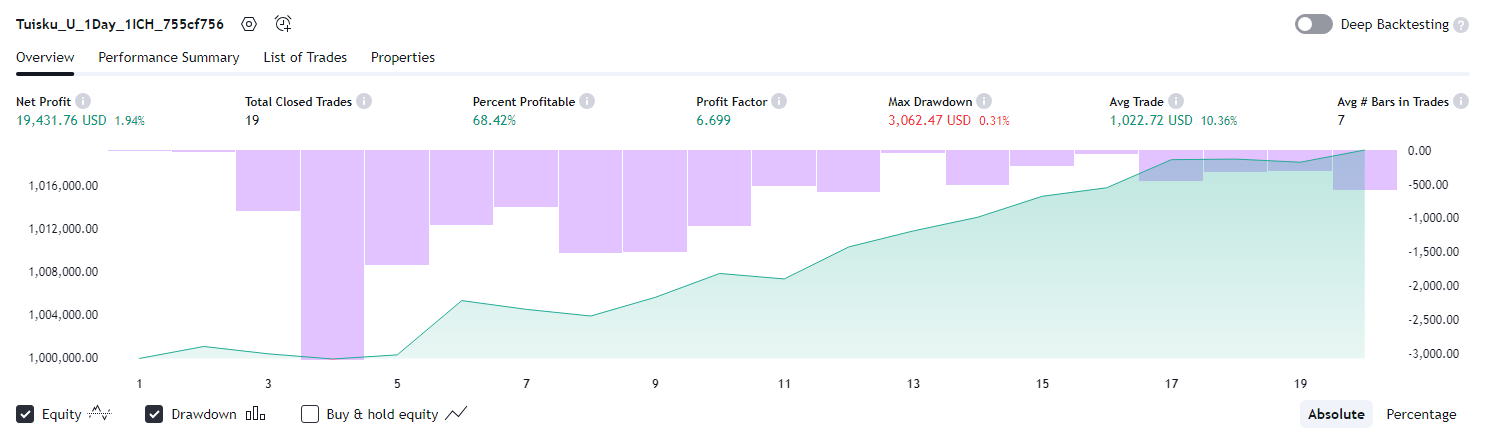 Tuisku_U_1Day_1ICH_755cf756
Deep Backtesting ?
Overview Performance Summary List of Trades Properties
Net Profit i Total Closed Trades i Percent Profitable i Profit Factor i Max Drawdown i Avg Trade i Avg # Bars in Trades i
19,431.76 USD 1.94% 19 68.42% 6.699 3,062.47 USD 0.31% 1,022.72 USD 10.36% 7
1,016,000.00
1,012,000.00
1,008,000.00
1,004,000.00
1,000,000.00
0.00
-500.00
-1,000.00
-1,500.00
-2,000.00
-2,500.00
-3,000.00
1 3 5 7 9 11 13 15 17 19
Equity Drawdown Buy & hold equity Absolute Percentage